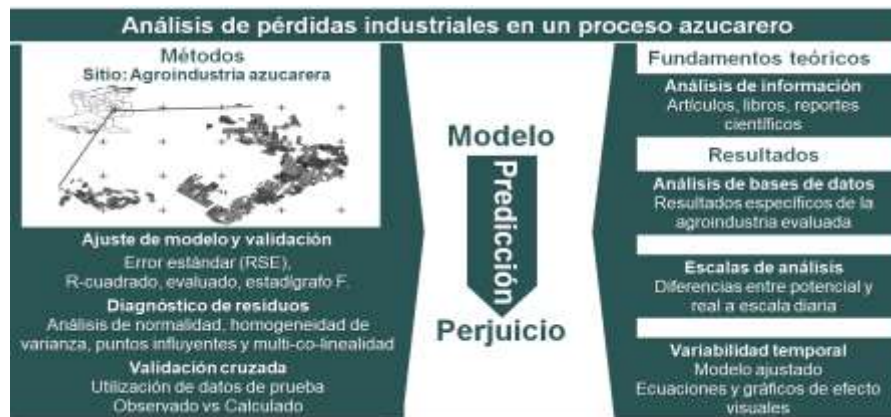 Análisis de pérdidas industriales en un proceso azucarero
Métodos
Sitio: Agroindustria azucarera
Ajuste de modelo y validación
Error estándar (RSE),
R-cuadrado, evaluado, estadígrafo F.
Diagnóstico de residuos
Análisis de normalidad, homogeneidad de
varianza, puntos influyentes y multi-co-linealidad
Validación cruzada
Utilización de datos de prueba
Observado vs Calculado
Modelo
Predicción
Perjuicio
Fundamentos teóricos
Análisis de información
Artículos, libros, reportes
científicos
Resultados
Análisis de bases de datos
Resultados específicos de la
agroindustria evaluada
Escalas de análisis
Diferencias entre potencial y
real a escala diaria
Variabilidad temporal
Modelo ajustado
Ecuaciones y gráficos de efecto
visuales